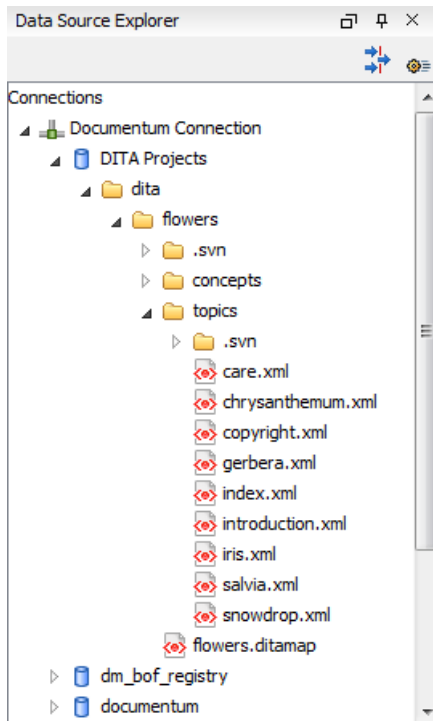 Data Source Explorer
Connections
Documentum Connection
DITA Projects
dita
flowers
.svn
concepts
topics
.svn
care.xml
chrysanthemum.xml
copyright.xml
gerbera.xml
index.xml
introduction.xml
iris.xml
salvia.xml
snowdrop.xml
flowers.ditamap
dm_bof_registry
documentum